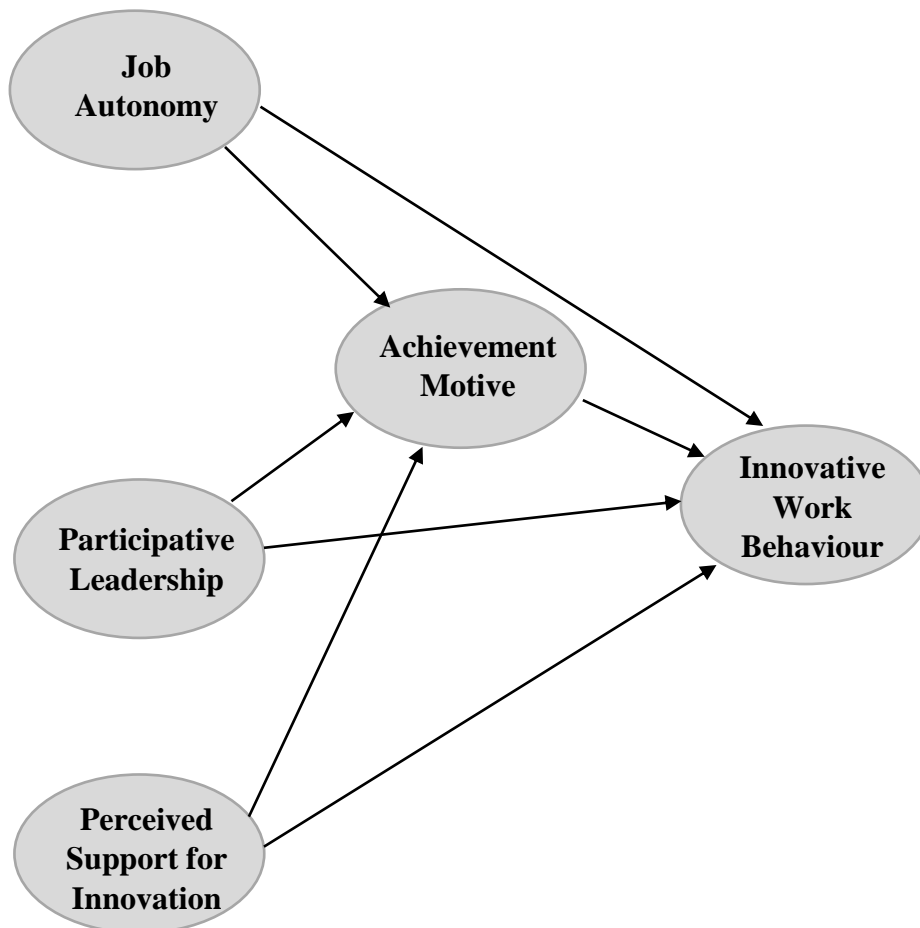 Job
Autonomy
Achievement
Motive
Innovative
Work
Behaviour
Participative
Leadership
Perceived
Support for
Innovation